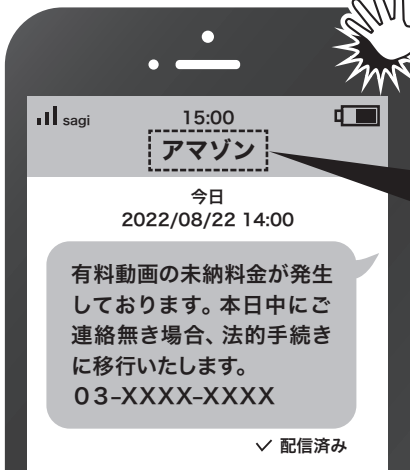 sagi
15:00
アマゾン
今日
2022/08/22 14:00
有料動画の未納料金が発生
しております。本日中にご
連絡無き場合、法的手続き
に移行いたします。
03-XXXX-XXXX
✓ 配信済み